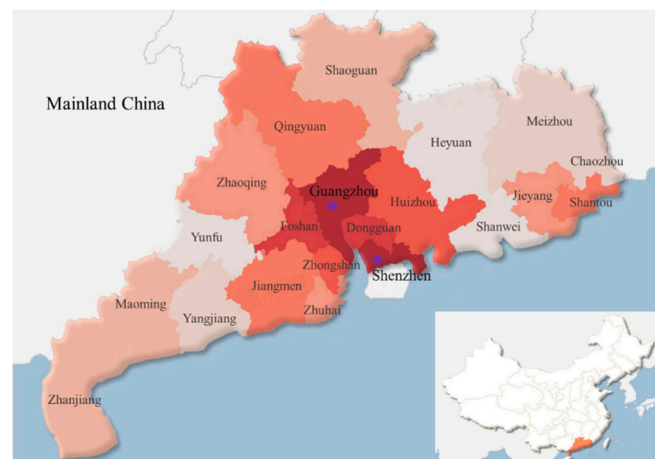 Shaoguan
Mainland China
Qingyuan
Meizhou
Heyuan
Chaozhou
Zhaoqing
Guangzhou
Huizhou
Jieyang
Shantou
Foshan
Dongguan
Shanwei
Yunfu
Zhongshan
Shenzhen
Jiangmen
Maoming
Zhuhai
Yangjiang
Zhanjiang